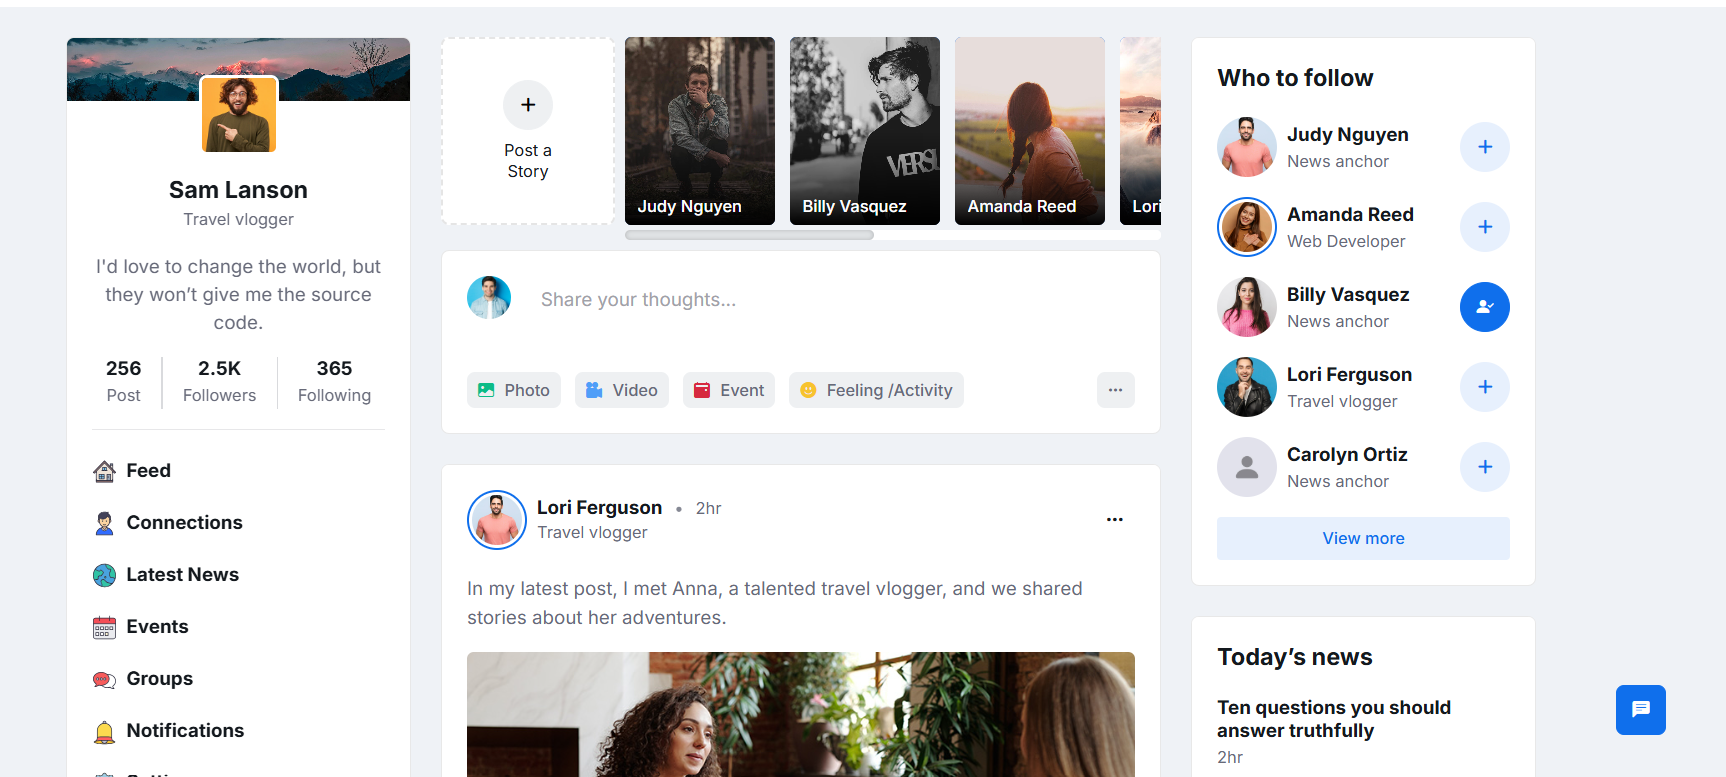 Sam Lanson
Travel vlogger
I'd love to change the world, but
they won’t give me the source
code.
256
Post
2.5K
Followers
365
Following
Feed
Connections
Latest News
Events
Groups
Notifications
Post a
Story
Judy Nguyen
Billy Vasquez
Amanda Reed
Lori
Share your thoughts...
Photo
Video
Event
Feeling /Activity
Lori Ferguson • 2hr
Travel vlogger
In my latest post, I met Anna, a talented travel vlogger, and we shared
stories about her adventures.
Who to follow
Judy Nguyen
News anchor
Amanda Reed
Web Developer
Billy Vasquez
News anchor
Lori Ferguson
Travel vlogger
Carolyn Ortiz
News anchor
View more
Today’s news
Ten questions you should
answer truthfully
2hr